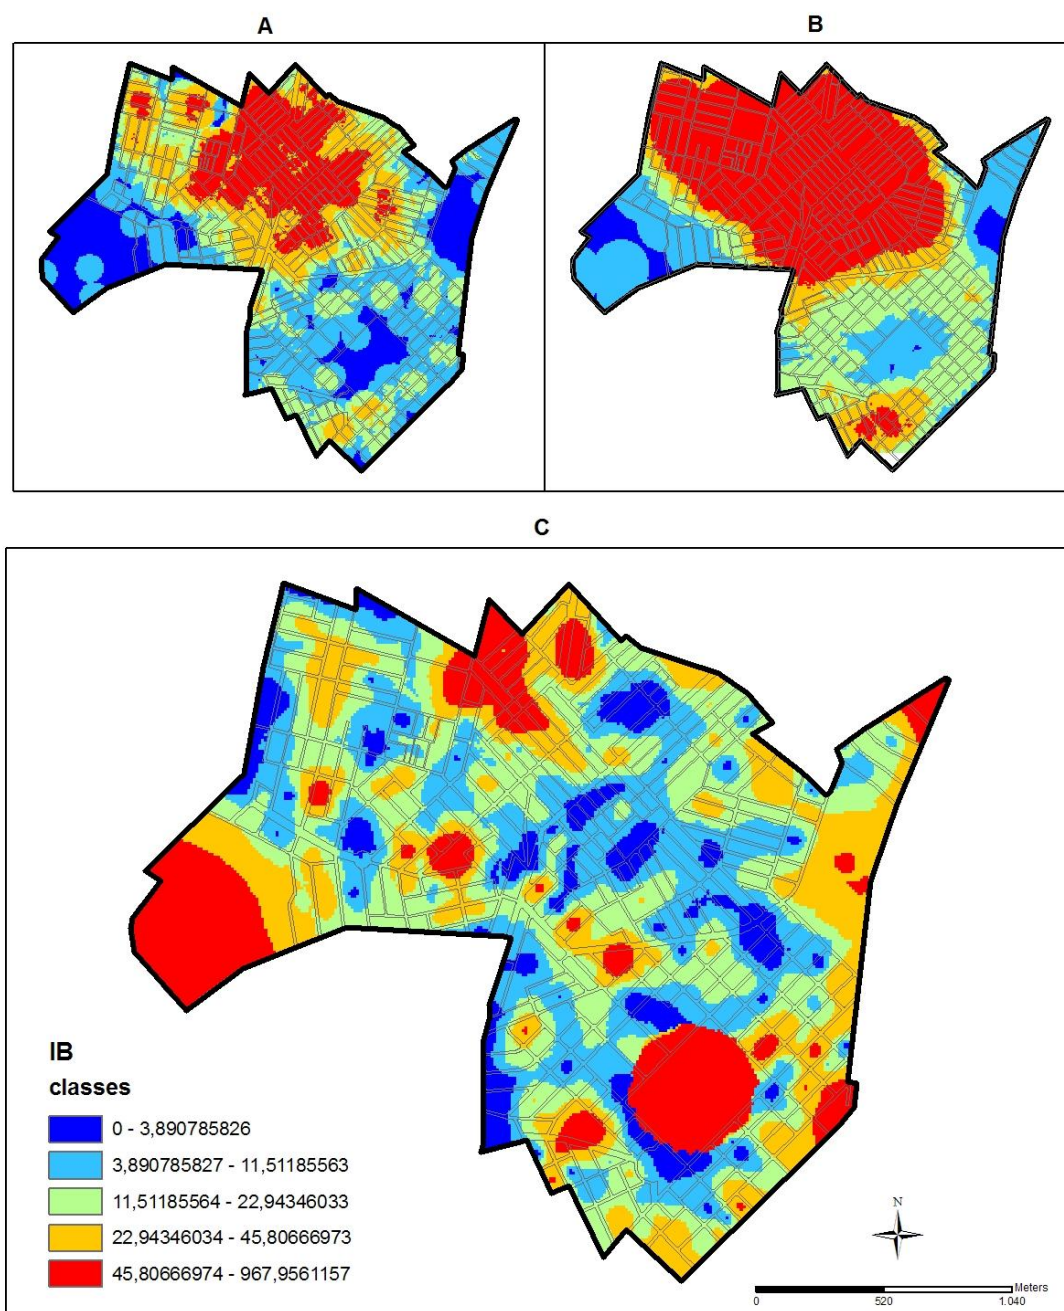 A
B
C
IB
classes
0 - 3,890785826
3,890785827 - 11,51185563
11,51185564 - 22,94346033
22,94346034 - 45,80666973
45,80666974 - 967,9561157
N
Meters
0 520 1.040